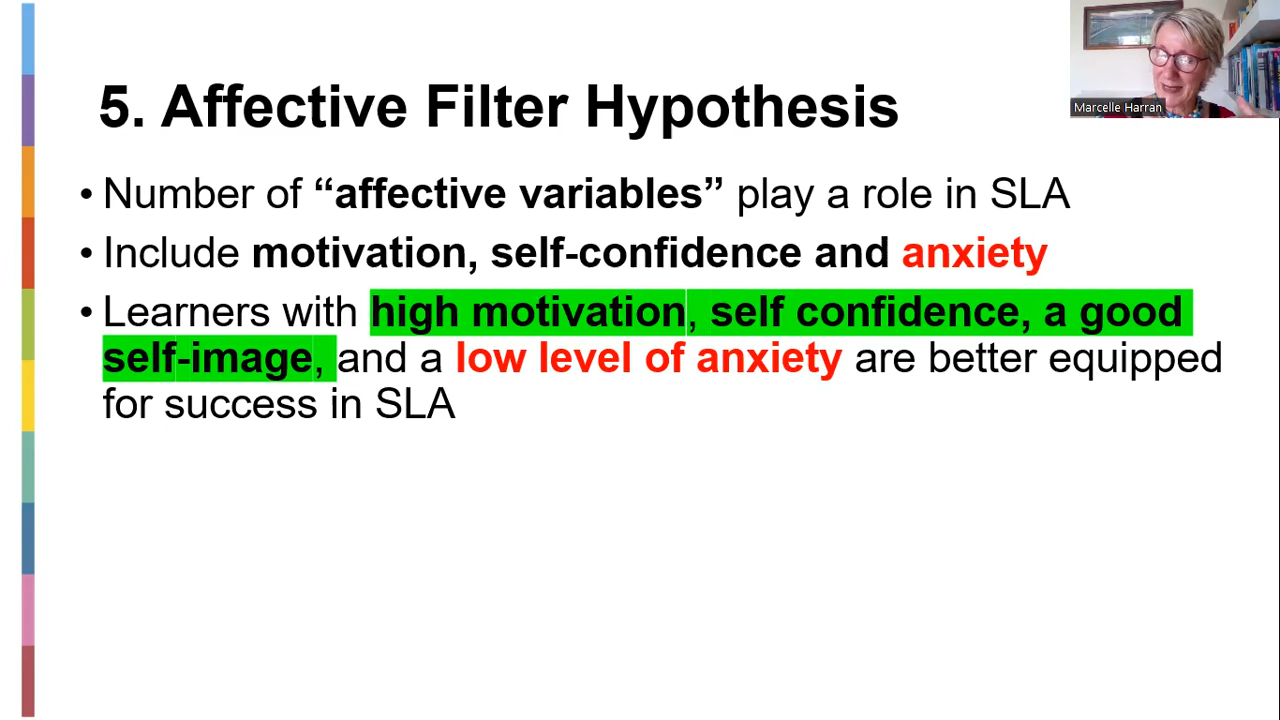 5. Affective Filter Hypothesis
Marcelle Harran
• Number of “affective variables” play a role in SLA
• Include motivation, self-confidence and anxiety
• Learners with high motivation, self confidence, a good
self-image, and a low level of anxiety are better equipped
for success in SLA